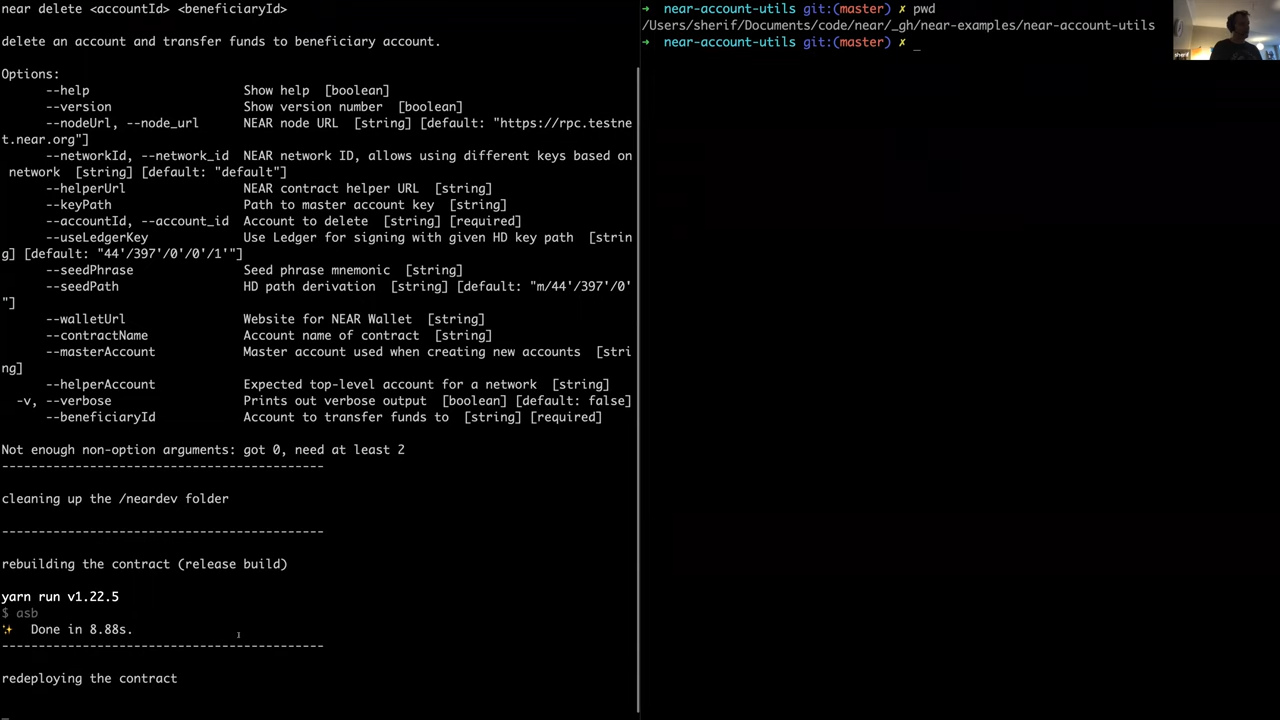 near delete <accountId> <beneficiaryId>
delete an account and transfer funds to beneficiary account.
Options:
--help Show help [boolean]
--version Show version number [boolean]
--nodeUrl, --node_url NEAR node URL [string] [default: "https://rpc.testne
t.near.org"]
--networkId, --network_id NEAR network ID, allows using different keys based on
network [string] [default: "default"]
--helperUrl NEAR contract helper URL [string]
--keyPath Path to master account key [string]
--accountId, --account_id Account to delete [string] [required]
--useLedgerKey Use Ledger for signing with given HD key path [strin
g] [default: "44'/397'/0'/0'/1'"]
--seedPhrase Seed phrase mnemonic [string]
--seedPath HD path derivation [string] [default: "m/44'/397'/0'
"]
--walletUrl Website for NEAR Wallet [string]
--contractName Account name of contract [string]
--masterAccount Master account used when creating new accounts [stri
ng]
--helperAccount Expected top-level account for a network [string]
-v, --verbose Prints out verbose output [boolean] [default: false]
--beneficiaryId Account to transfer funds to [string] [required]
Not enough non-option arguments: got 0, need at least 2
--------------------------------------------
cleaning up the /neardev folder
--------------------------------------------
rebuilding the contract (release build)
yarn run v1.22.5
$ asb
✨ Done in 8.88s.
--------------------------------------------
redeploying the contract
➜ near-account-utils git:(master) ✗ pwd
/Users/sherif/Documents/code/near/_gh/near-examples/near-account-utils
➜ near-account-utils git:(master) ✗ _
sherif